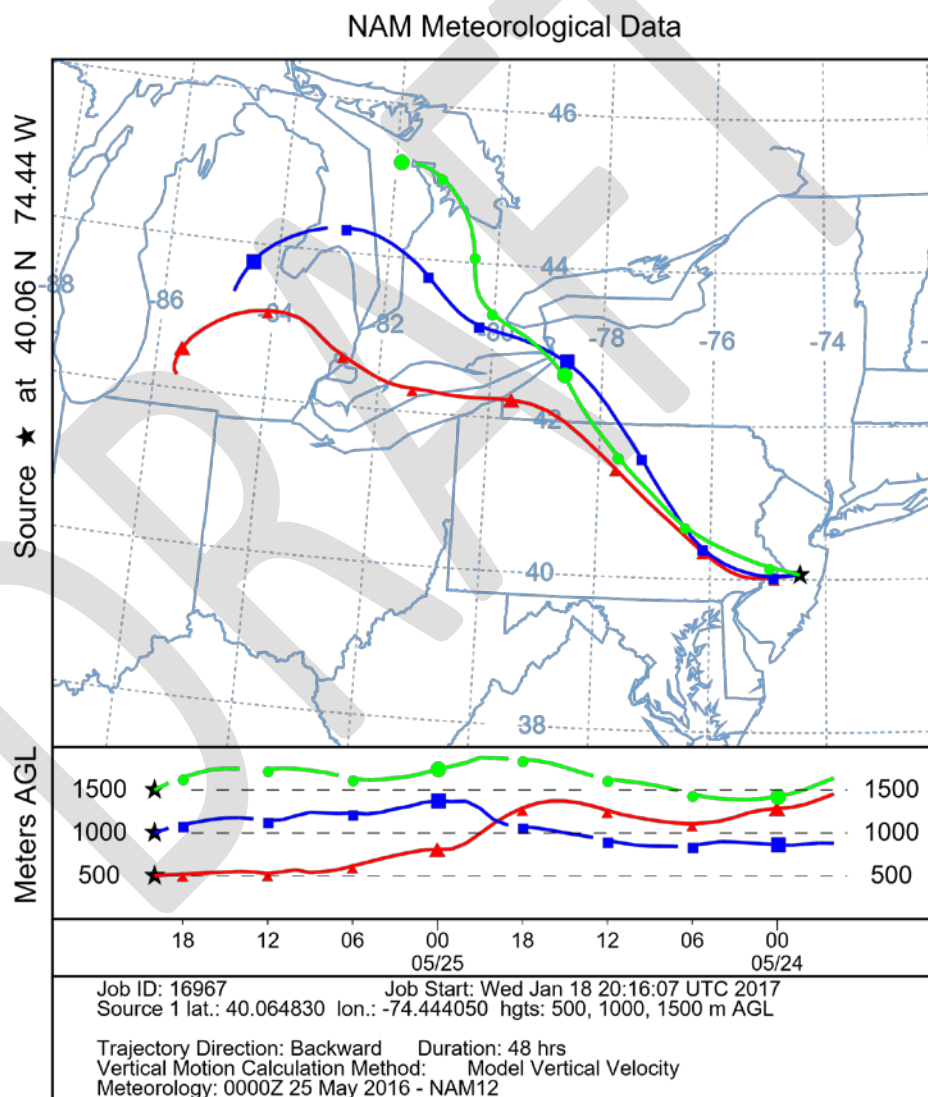 NAM Meteorological Data
Source ★ at 40.06 N 74.44 W
46
44
-88
-86
-84
-82
-80
-78
-76
-74
42
40
38
DRAFT
Meters AGL
1500 1500
1000 1000
500 500
18 12 06 00 18 12 06 00
05/25 05/24
Job ID: 16967 Job Start: Wed Jan 18 20:16:07 UTC 2017
Source 1 lat.: 40.064830 lon.: -74.444050 hgts: 500, 1000, 1500 m AGL
Trajectory Direction: Backward Duration: 48 hrs
Vertical Motion Calculation Method: Model Vertical Velocity
Meteorology: 0000Z 25 May 2016 - NAM12